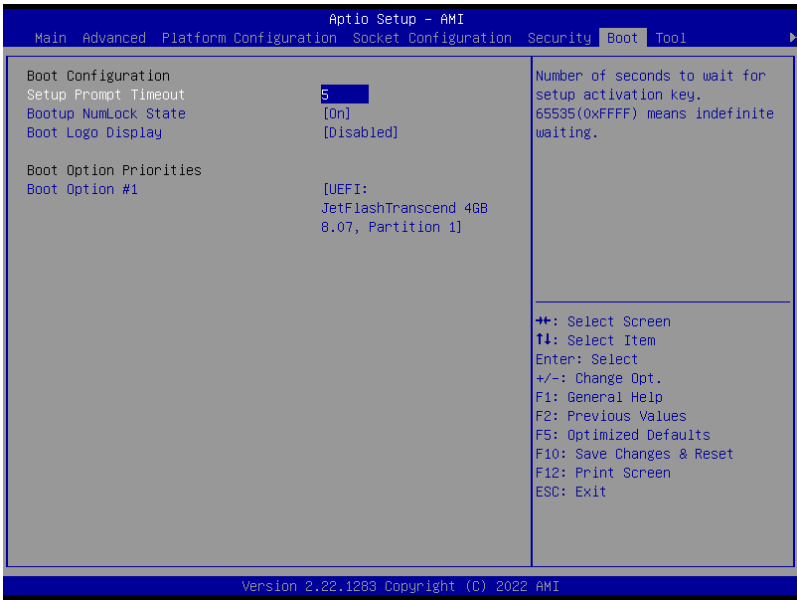 Aptio Setup – AMI
Main Advanced Platform Configuration Socket Configuration Security Boot Tool
Boot Configuration
Setup Prompt Timeout 5
Bootup NumLock State [On]
Boot Logo Display [Disabled]
Boot Option Priorities
Boot Option #1 [UEFI:
JetFlashTranscend 4GB
8.07, Partition 1]
Number of seconds to wait for
setup activation key.
65535(0xFFFF) means indefinite
waiting.
→←: Select Screen
↑↓: Select Item
Enter: Select
+/-: Change Opt.
F1: General Help
F2: Previous Values
F5: Optimized Defaults
F10: Save Changes & Reset
F12: Print Screen
ESC: Exit
Version 2.22.1283 Copyright (C) 2022 AMI